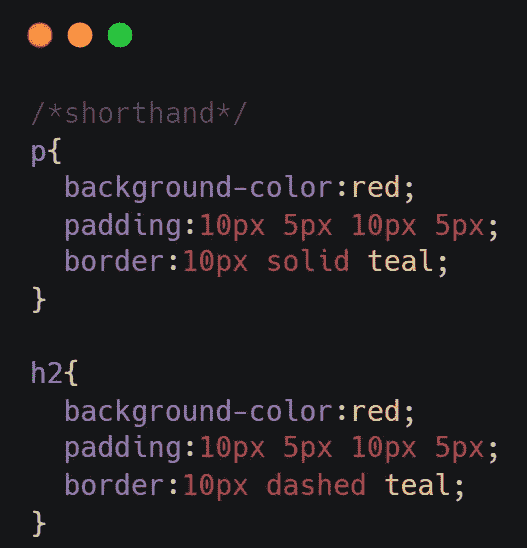 /*shorthand*/
p{
  background-color:red;
  padding:10px 5px 10px 5px;
  border:10px solid teal;
}

h2{
  background-color:red;
  padding:10px 5px 10px 5px;
  border:10px dashed teal;
}